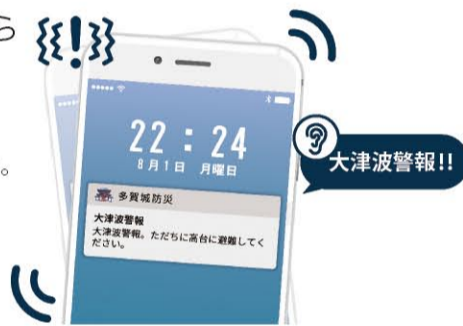 ら
。
22:24
8月1日 月曜日
多賀城防災
大津波警報
大津波警報。ただちに高台に避難してく
ださい。
大津波警報!!